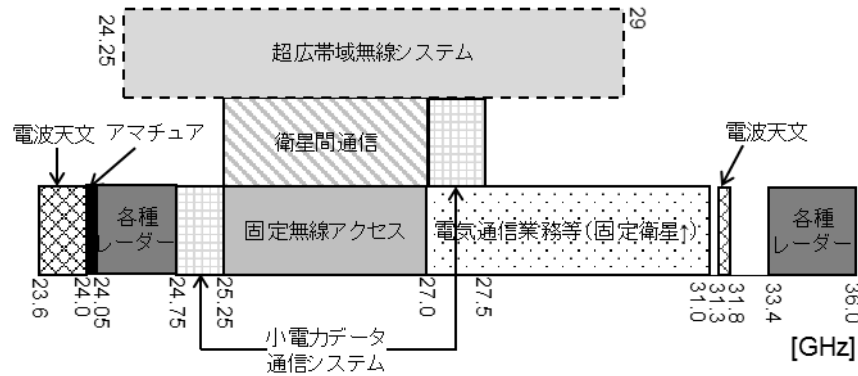 24.25
29
超広帯域無線システム
電波天文
アマチュア
衛星間通信
電波天文
各種
レーダー
固定無線アクセス
電気通信業務等(固定衛星↑)
各種
レーダー
23.6
24.0
24.05
24.75
25.25
27.0
27.5
31.0
31.3
31.8
33.4
36.0
小電力データ
通信システム
[GHz]